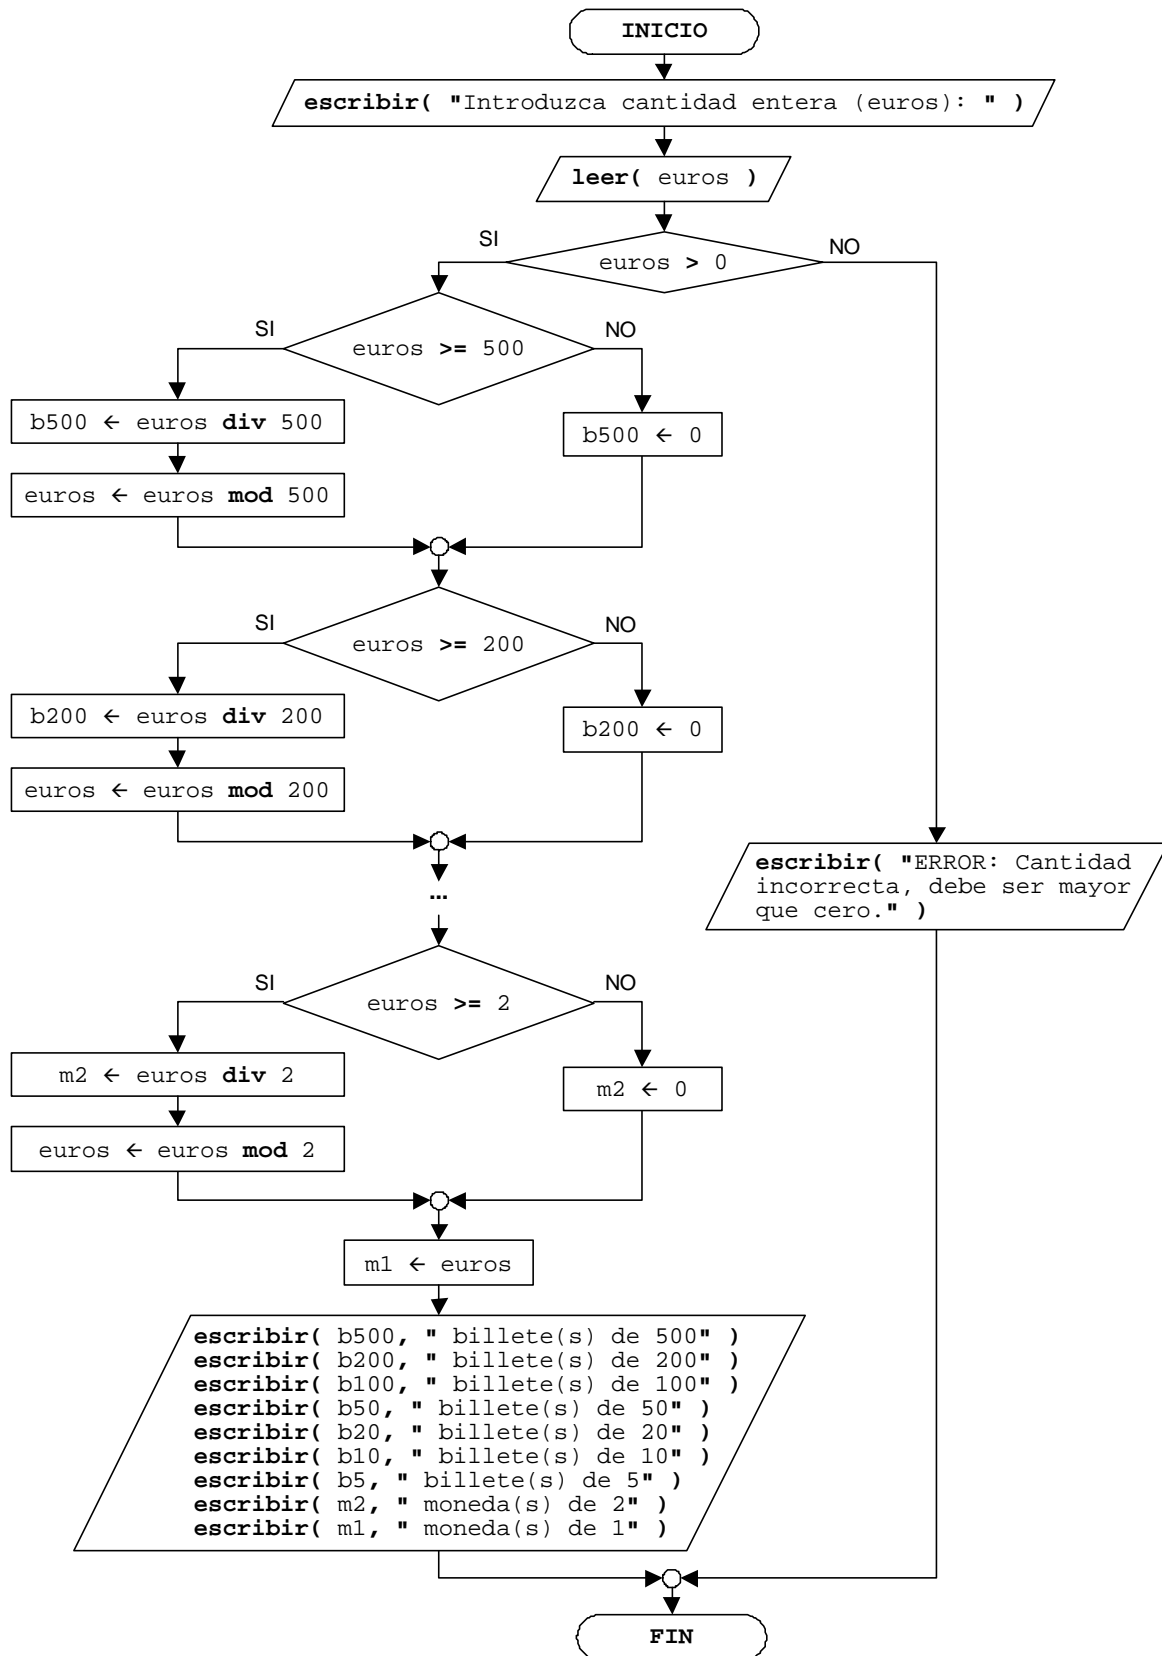 INICIO
escribir( "Introduzca cantidad entera (euros): " )
leer( euros )
SI
NO
euros > 0
SI
NO
euros >= 500
b500 ← euros div 500
b500 ← 0
euros ← euros mod 500
SI
NO
euros >= 200
b200 ← euros div 200
b200 ← 0
euros ← euros mod 200
...
escribir( "ERROR: Cantidad
incorrecta, debe ser mayor
que cero." )
SI
NO
euros >= 2
m2 ← euros div 2
m2 ← 0
euros ← euros mod 2
m1 ← euros
escribir( b500, " billete(s) de 500" )
escribir( b200, " billete(s) de 200" )
escribir( b100, " billete(s) de 100" )
escribir( b50, " billete(s) de 50" )
escribir( b20, " billete(s) de 20" )
escribir( b10, " billete(s) de 10" )
escribir( b5, " billete(s) de 5" )
escribir( m2, " moneda(s) de 2" )
escribir( m1, " moneda(s) de 1" )
FIN